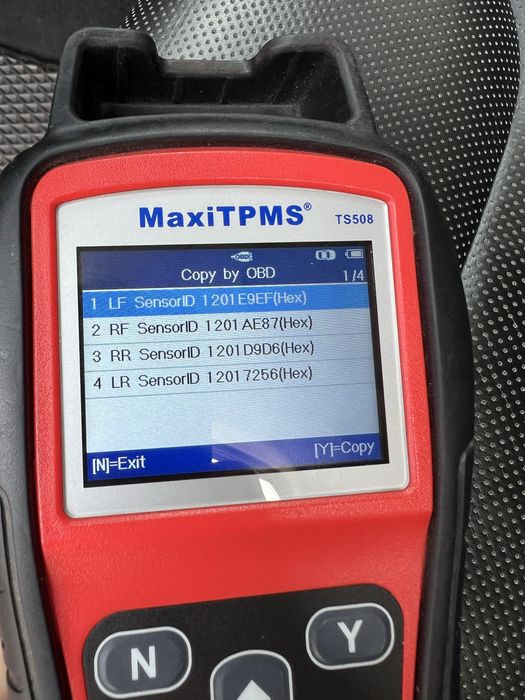 MaxiTPMS®
TS508
OBD
Copy by OBD 1/4
1 LF SensorID 1201E9EF(Hex)
2 RF SensorID 1201AE87(Hex)
3 RR SensorID 1201D9D6(Hex)
4 LR SensorID 12017256(Hex)
[N]=Exit [Y]=Copy
N Y